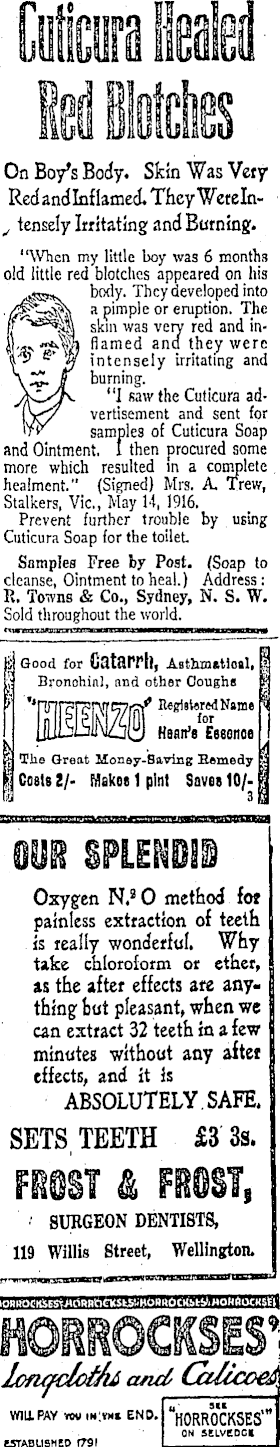 Cuticura Healed
Red Blotches
On Boy's Body. Skin Was Very
Red and Inflamed. They Were In-
tensely Irritating and Burning.
"When my little boy was 6 months
old little red blotches appeared on his
body. They developed into
a pimple or eruption. The
skin was very red and in-
flamed and they were
intensely irritating and
burning.
"I saw the Cuticura ad-
vertisement and sent for
samples of Cuticura Soap
and Ointment. I then procured some
more which resulted in a complete
healment." (Signed) Mrs. A. Trew,
Stalkers, Vic., May 14, 1916.
Prevent further trouble by using
Cuticura Soap for the toilet.
Samples Free by Post. (Soap to
cleanse, Ointment to heal.) Address:
R. Towns & Co., Sydney, N. S. W.
Sold throughout the world.
Good for Catarrh, Asthmatical,
Bronchial, and other Coughs
"HEENZO" Registered Name
for
Hean's Essence
The Great Money-Saving Remedy
Costs 2/- Makes 1 pint Saves 10/-
3
OUR SPLENDID
Oxygen N.² O method for
painless extraction of teeth
is really wonderful. Why
take chloroform or ether,
as the after effects are any-
thing but pleasant, when we
can extract 32 teeth in a few
minutes without any after
effects, and it is
ABSOLUTELY SAFE.
SETS TEETH £3 3s.
FROST & FROST,
SURGEON DENTISTS,
119 Willis Street, Wellington.
HORROCKSES' HORROCKSES' HORROCKSES' HORROCKSES'
HORROCKSES'
Longcloths and Calicoes
WILL PAY YOU IN THE END.
SEE
"HORROCKSES'"
ON SELVEDGE
ESTABLISHED 1791